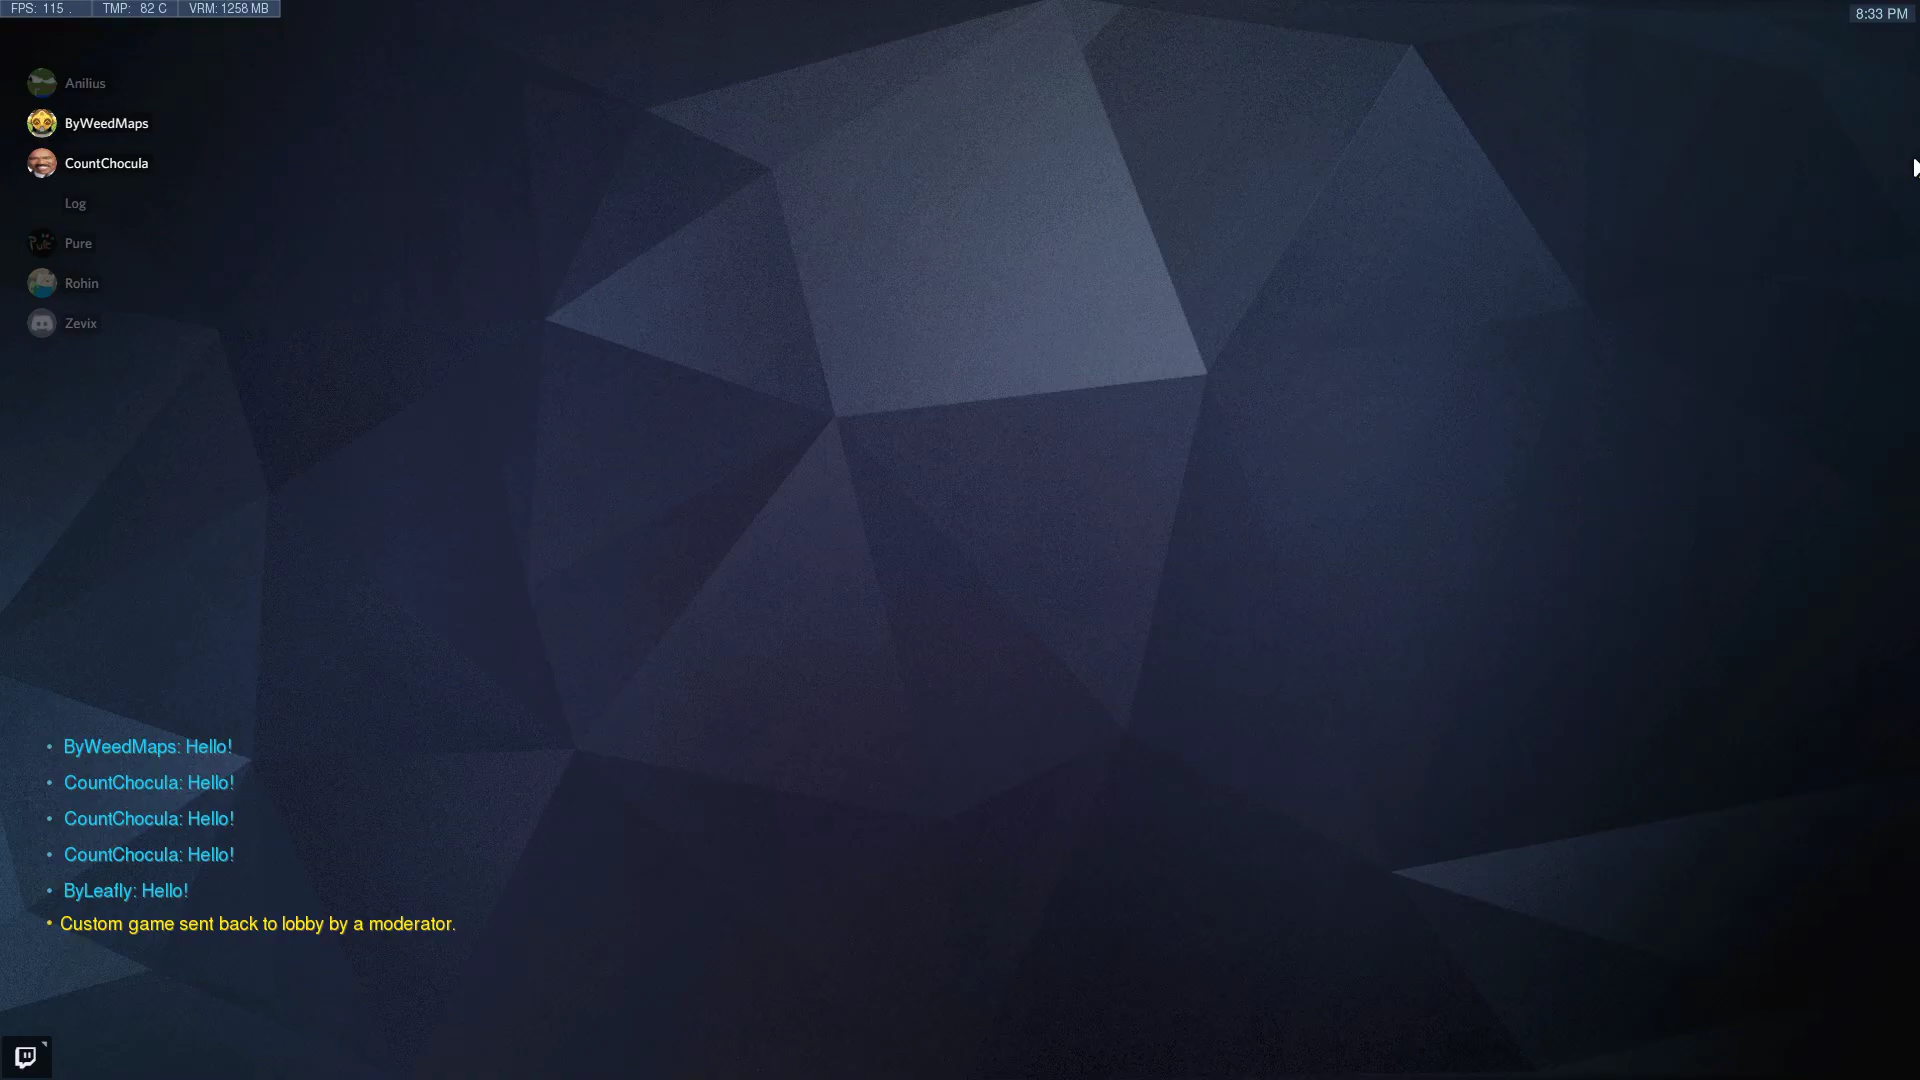 FPS: 115 . TMP: 82 C VRM: 1258 MB
8:33 PM
Anilius
ByWeedMaps
CountChocula
Log
Pure
Rohin
Zevix
• ByWeedMaps: Hello!
• CountChocula: Hello!
• CountChocula: Hello!
• CountChocula: Hello!
• ByLeafly: Hello!
• Custom game sent back to lobby by a moderator.